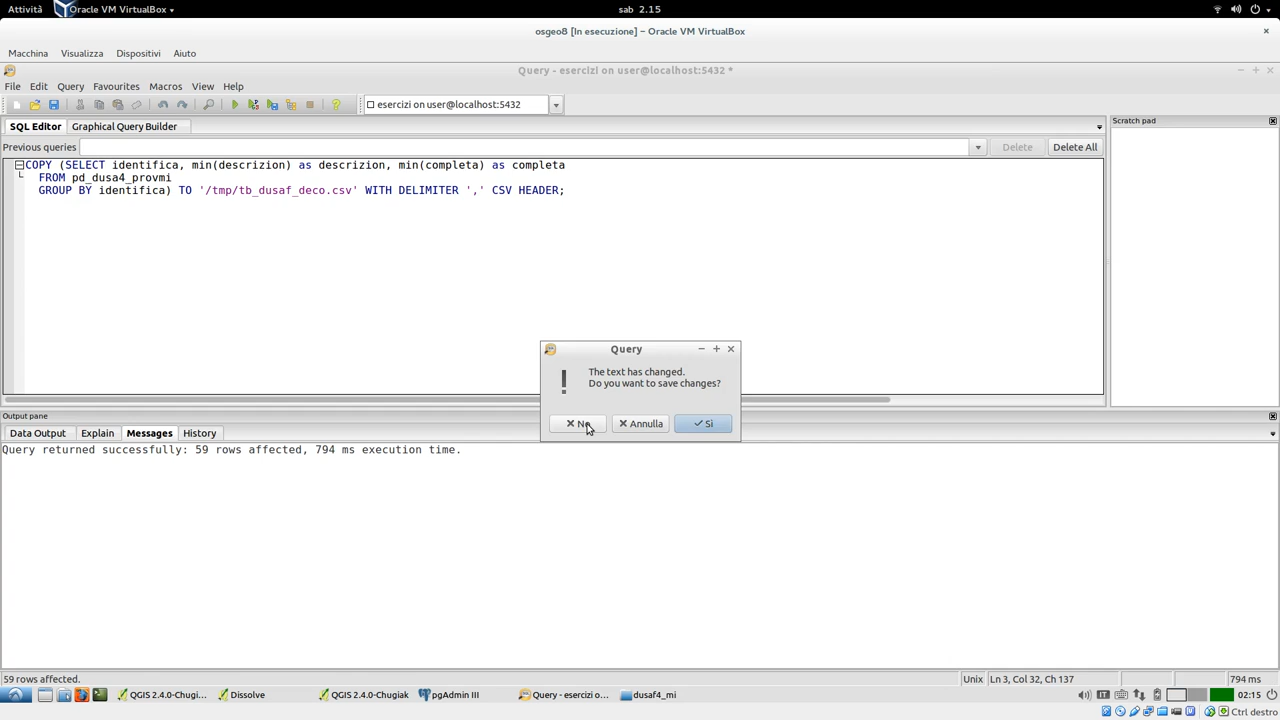 Attività Oracle VM VirtualBox sab 2.15
osgeo8 [In esecuzione] – Oracle VM VirtualBox
Macchina Visualizza Dispositivi Aiuto
Query - esercizi on user@localhost:5432 *
File Edit Query Favourites Macros View Help
esercizi on user@localhost:5432
SQL Editor Graphical Query Builder
Scratch pad
Previous queries Delete Delete All
COPY (SELECT identifica, min(descrizion) as descrizion, min(completa) as completa
FROM pd_dusa4_provmi
GROUP BY identifica) TO '/tmp/tb_dusaf_deco.csv' WITH DELIMITER ',' CSV HEADER;
Query
The text has changed.
Do you want to save changes?
No Annulla Sì
Output pane
Data Output Explain Messages History
Query returned successfully: 59 rows affected, 794 ms execution time.
59 rows affected. Unix Ln 3, Col 32, Ch 137 794 ms
QGIS 2.4.0-Chugi... Dissolve QGIS 2.4.0-Chugiak pgAdmin III Query - esercizi o... dusaf4_mi IT 02:15
Ctrl destro